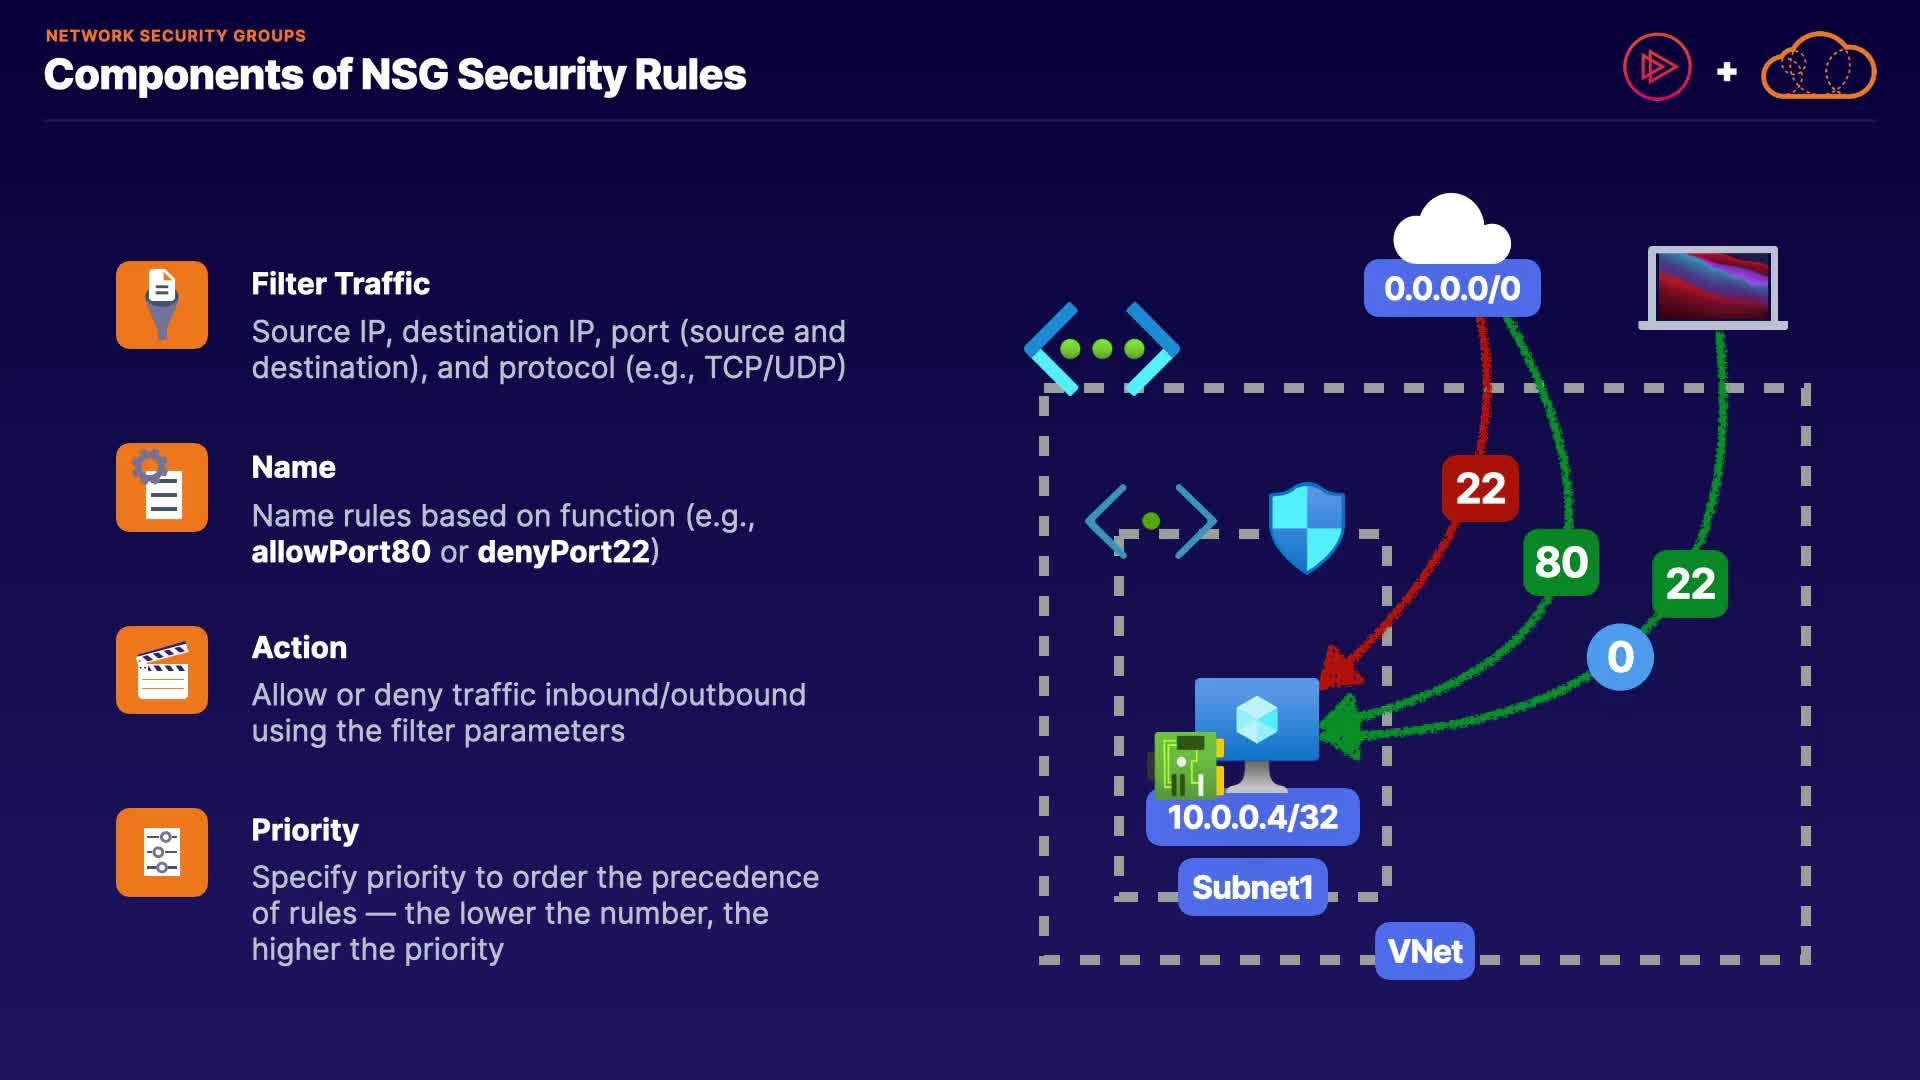 NETWORK SECURITY GROUPS
Components of NSG Security Rules
+
Filter Traffic
Source IP, destination IP, port (source and
destination), and protocol (e.g., TCP/UDP)
Name
Name rules based on function (e.g.,
allowPort80 or denyPort22)
Action
Allow or deny traffic inbound/outbound
using the filter parameters
Priority
Specify priority to order the precedence
of rules — the lower the number, the
higher the priority
0.0.0.0/0
22
80
22
0
10.0.0.4/32
Subnet1
VNet